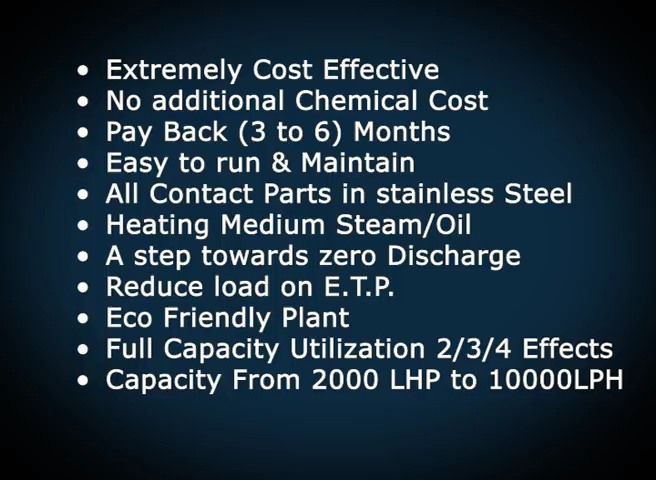 • Extremely Cost Effective
• No additional Chemical Cost
• Pay Back (3 to 6) Months
• Easy to run & Maintain
• All Contact Parts in stainless Steel
• Heating Medium Steam/Oil
• A step towards zero Discharge
• Reduce load on E.T.P.
• Eco Friendly Plant
• Full Capacity Utilization 2/3/4 Effects
• Capacity From 2000 LHP to 10000LPH